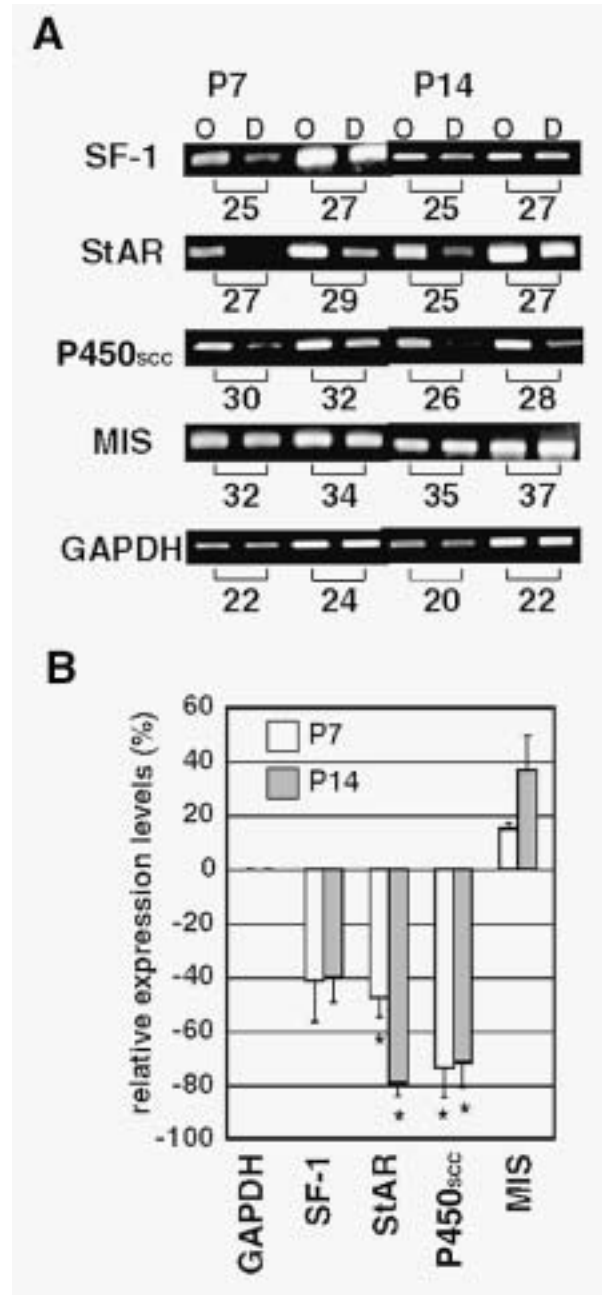 A
P7 P14
O D O D O D O D
SF-1
25 27 25 27
StAR
27 29 25 27
P450scc
30 32 26 28
MIS
32 34 35 37
GAPDH
22 24 20 22
B
relative expression levels (%)
60
40
20
0
-20
-40
-60
-80
-100
P7
P14
*
*
* *
GAPDH SF-1 StAR P450scc MIS